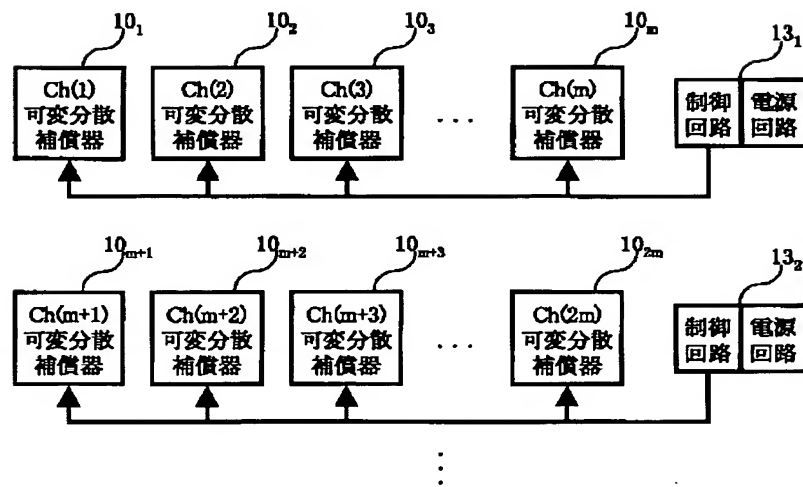 10₁ 10₂ 10₃ 10ₘ 13₁
Ch(1) Ch(2) Ch(3) Ch(m) 制御 電源
可変分散 可変分散 可変分散 ... 可変分散 回路 回路
補償器 補償器 補償器 補償器
10ₘ₊₁ 10ₘ₊₂ 10ₘ₊₃ 10₂ₘ 13₂
Ch(m+1) Ch(m+2) Ch(m+3) Ch(2m) 制御 電源
可変分散 可変分散 可変分散 ... 可変分散 回路 回路
補償器 補償器 補償器 補償器